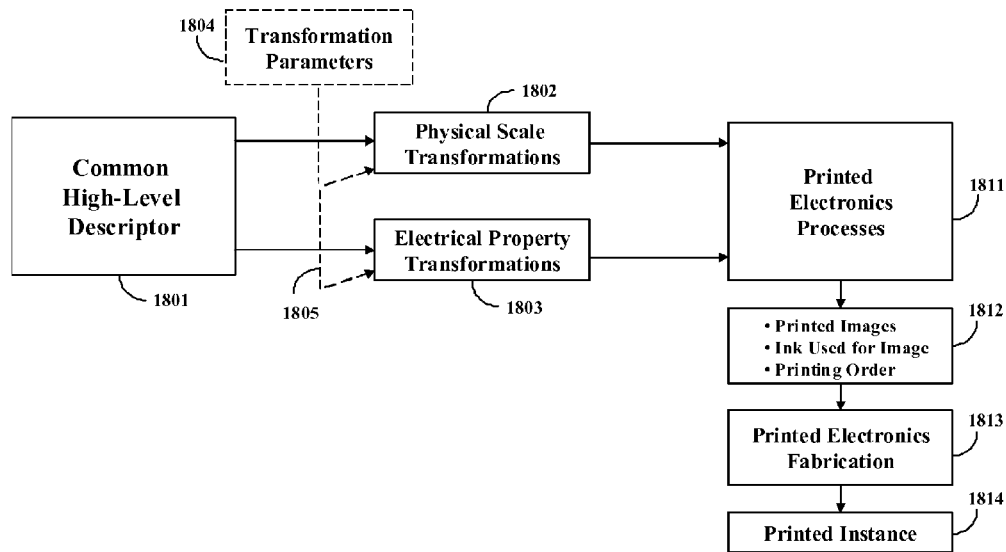 1804
Transformation
Parameters
1802
Physical Scale
Transformations
Common
High-Level
Descriptor
1801
Electrical Property
Transformations
1805
1803
Printed
Electronics
Processes
1811
• Printed Images
• Ink Used for Image
• Printing Order
1812
Printed Electronics
Fabrication
1813
Printed Instance
1814